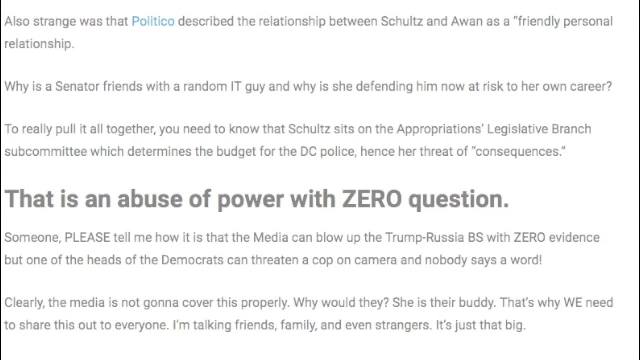 Also strange was that Politico described the relationship between Schultz and Awan as a “friendly personal
relationship.
Why is a Senator friends with a random IT guy and why is she defending him now at risk to her own career?
To really pull it all together, you need to know that Schultz sits on the Appropriations’ Legislative Branch
subcommittee which determines the budget for the DC police, hence her threat of “consequences.”
That is an abuse of power with ZERO question.
Someone, PLEASE tell me how it is that the Media can blow up the Trump-Russia BS with ZERO evidence
but one of the heads of the Democrats can threaten a cop on camera and nobody says a word!
Clearly, the media is not gonna cover this properly. Why would they? She is their buddy. That’s why WE need
to share this out to everyone. I’m talking friends, family, and even strangers. It’s just that big.